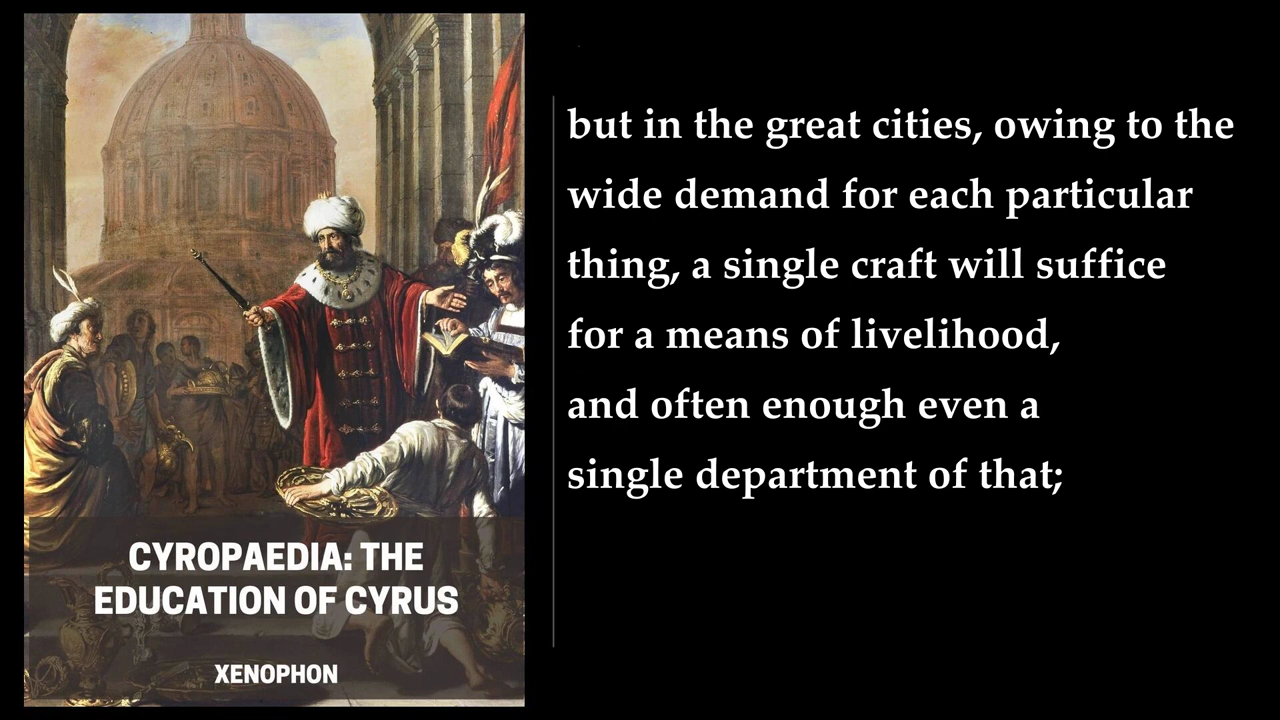 but in the great cities, owing to the
wide demand for each particular
thing, a single craft will suffice
for a means of livelihood,
and often enough even a
single department of that;
CYROPAEDIA: THE
EDUCATION OF CYRUS
XENOPHON